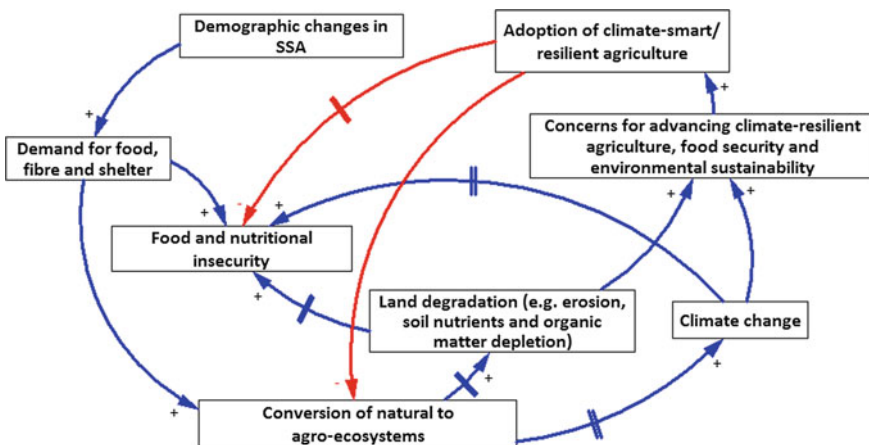 Demographic changes in
SSA
Adoption of climate-smart/
resilient agriculture
+
+
Demand for food,
fibre and shelter
Concerns for advancing climate-resilient
agriculture, food security and
environmental sustainability
+
-
+
+
+
Food and nutritional
insecurity
+
Land degradation (e.g. erosion,
soil nutrients and organic
matter depletion)
Climate change
+
+
-
+
Conversion of natural to
agro-ecosystems